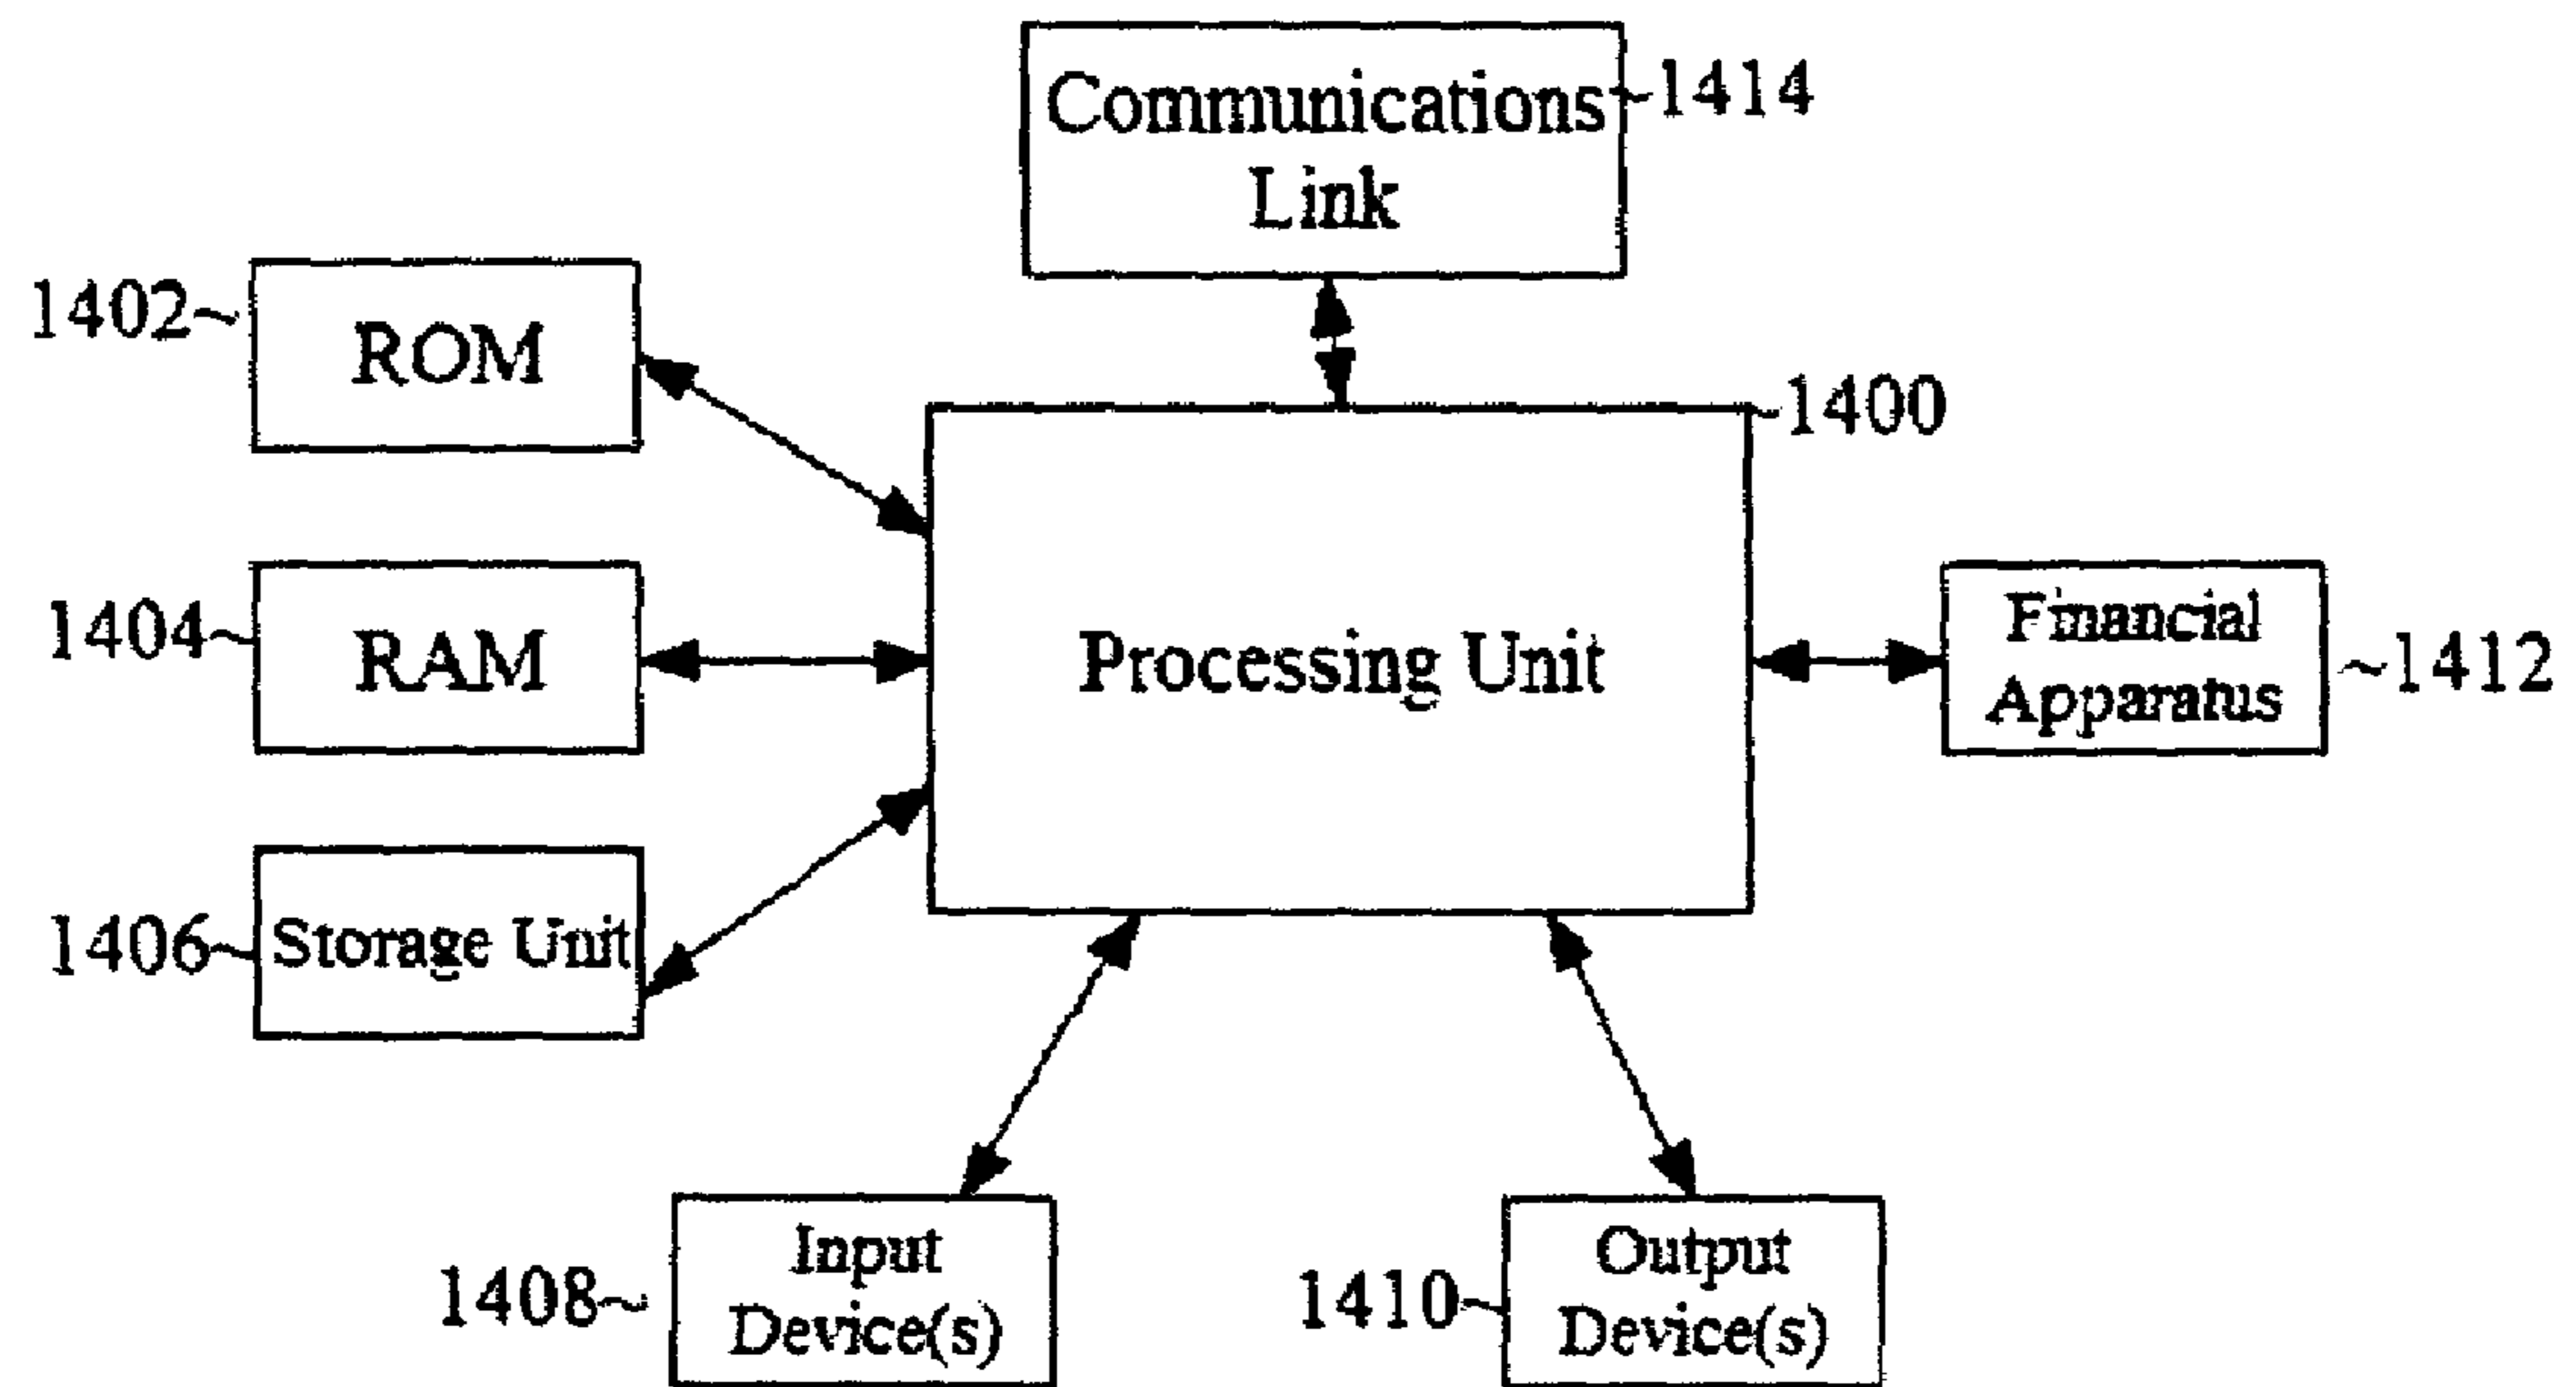 Communications
Link
~1414
1402~
ROM
~1400
1404~
RAM
Processing Unit
Financial
Apparatus
~1412
1406~
Storage Unit
1408~
Input
Device(s)
1410~
Output
Device(s)